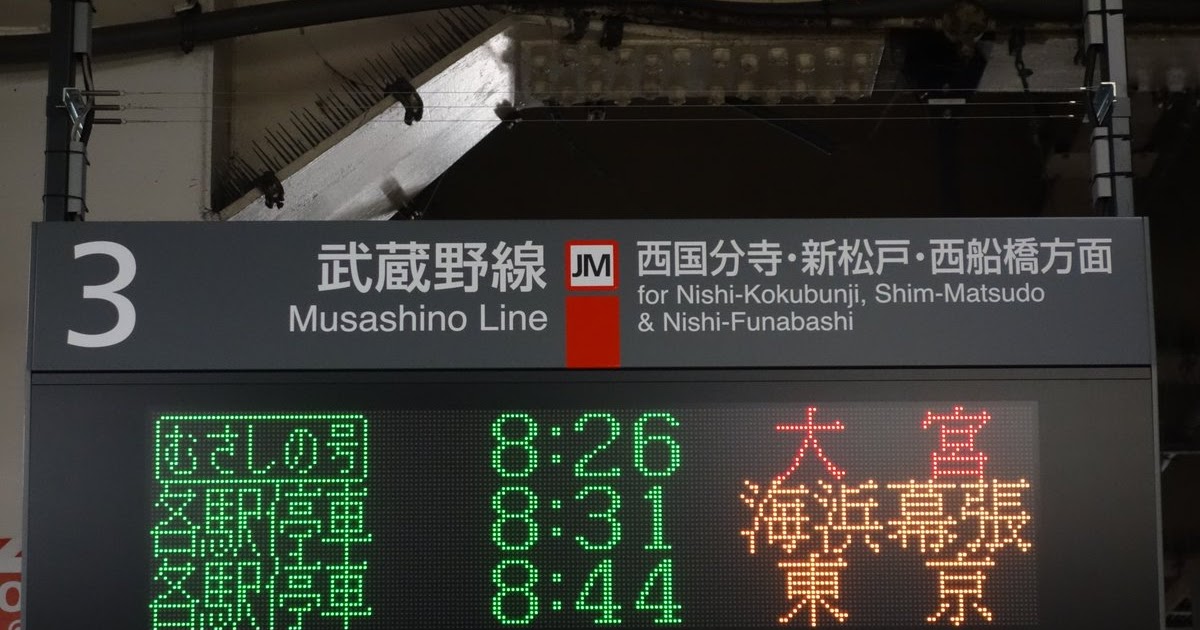 3
武蔵野線
Musashino Line
JM
西国分寺・新松戸・西船橋方面
for Nishi-Kokubunji, Shim-Matsudo
& Nishi-Funabashi
むさしの号 8:26 大宮
各駅停車 8:31 海浜幕張
各駅停車 8:44 東京